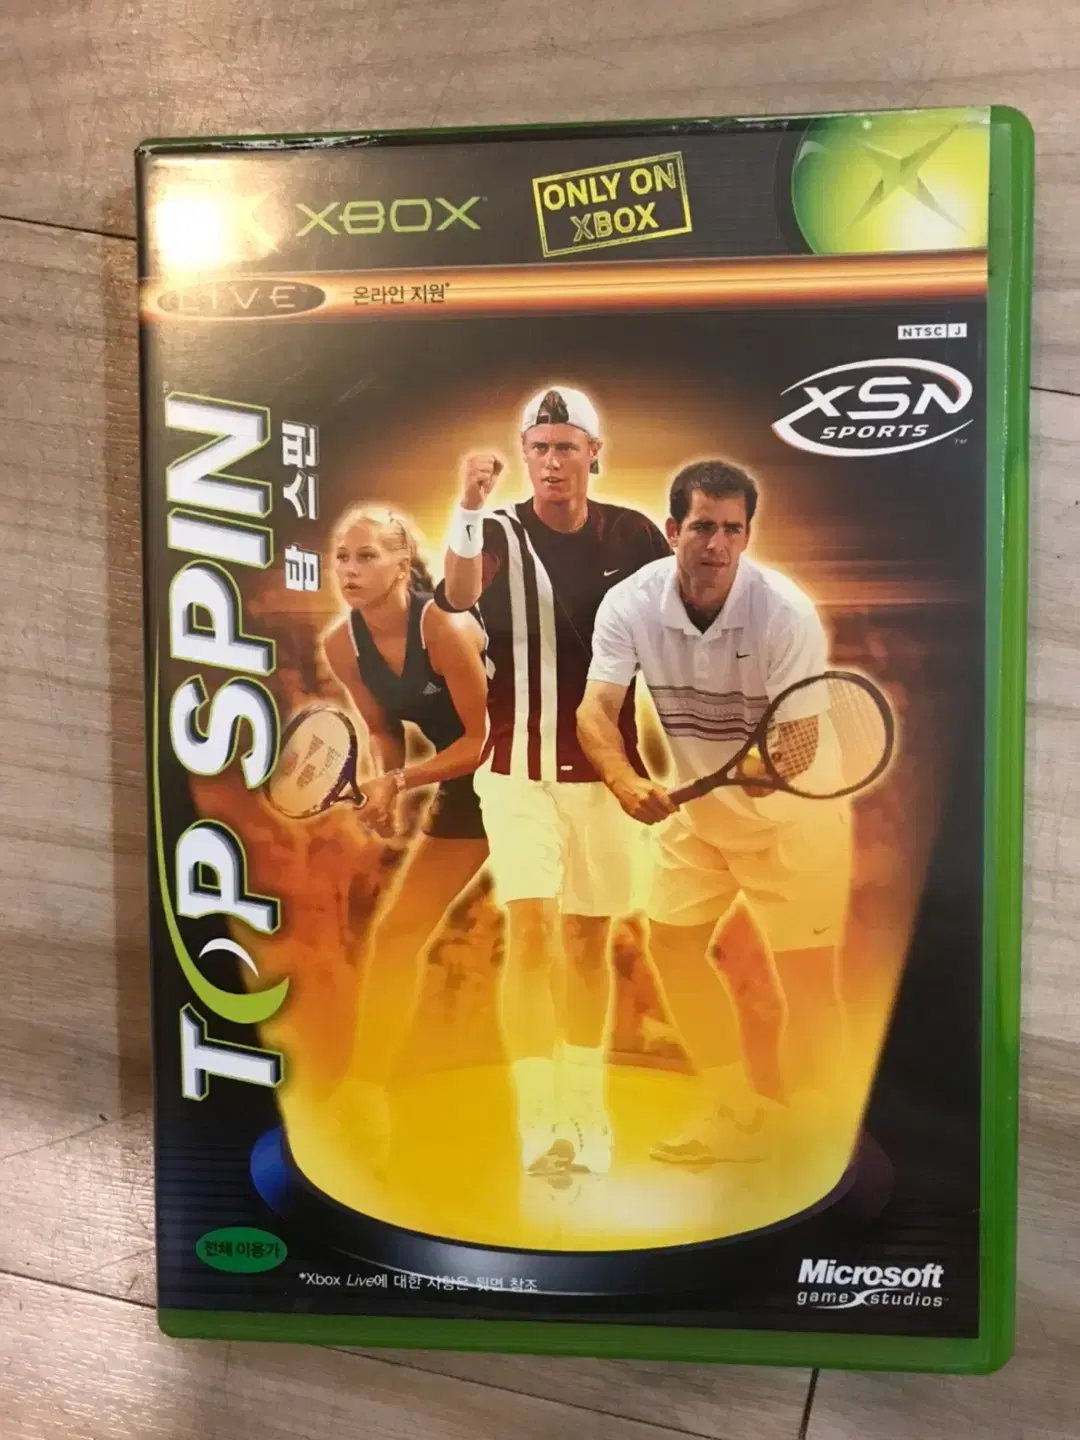 XBOX
ONLY ON
XBOX
LIVE
온라인 지원*
NTSC J
XSN
SPORTS
TM
TOP SPIN
탑 스핀
전체 이용가
*Xbox Live에 대한 사항은 뒷면 참조
Microsoft
game studios